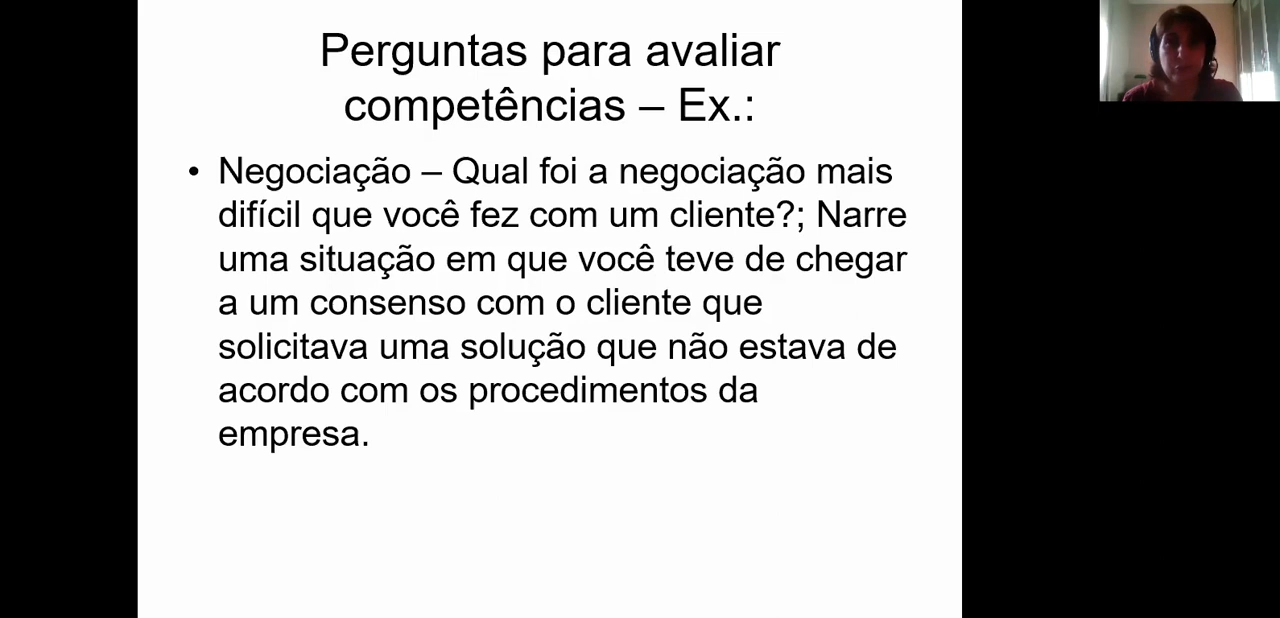 Perguntas para avaliar
competências – Ex.:
• Negociação – Qual foi a negociação mais
difícil que você fez com um cliente?; Narre
uma situação em que você teve de chegar
a um consenso com o cliente que
solicitava uma solução que não estava de
acordo com os procedimentos da
empresa.